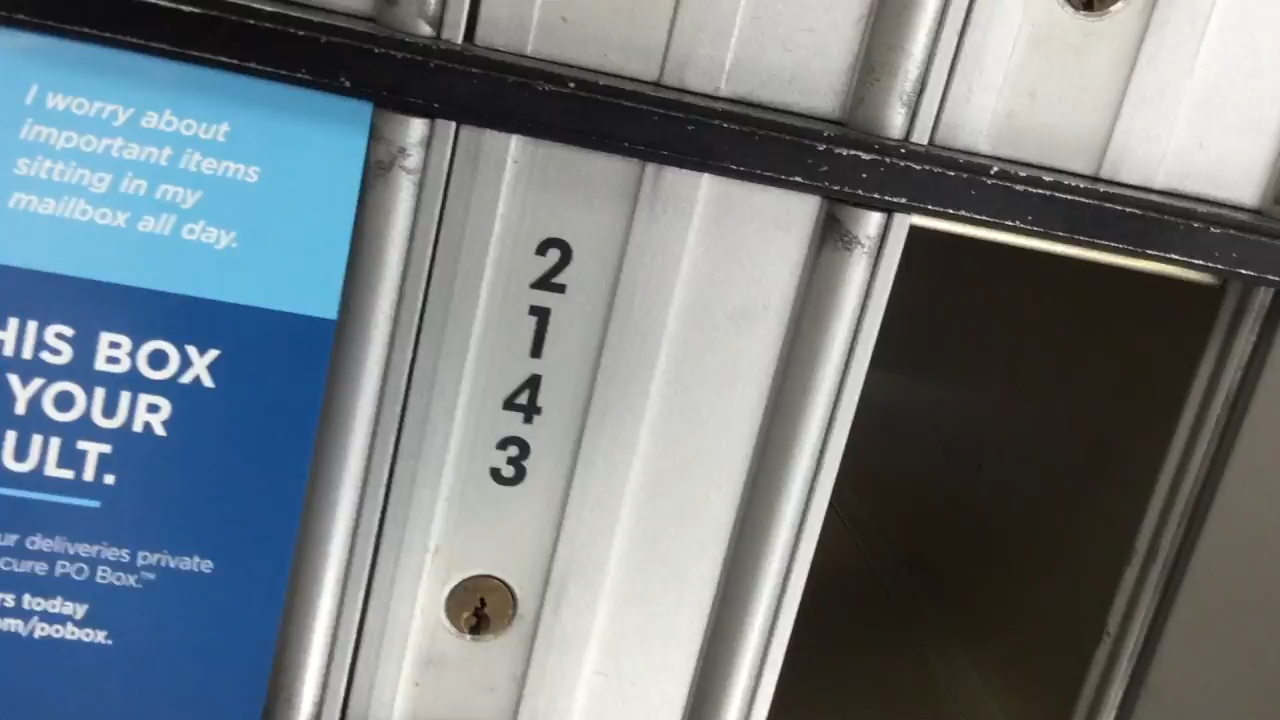 I worry about
important items
sitting in my
mailbox all day.
HIS BOX
YOUR
ULT.
ur deliveries private
cure PO Box.™
rs today
om/pobox.
2
1
4
3